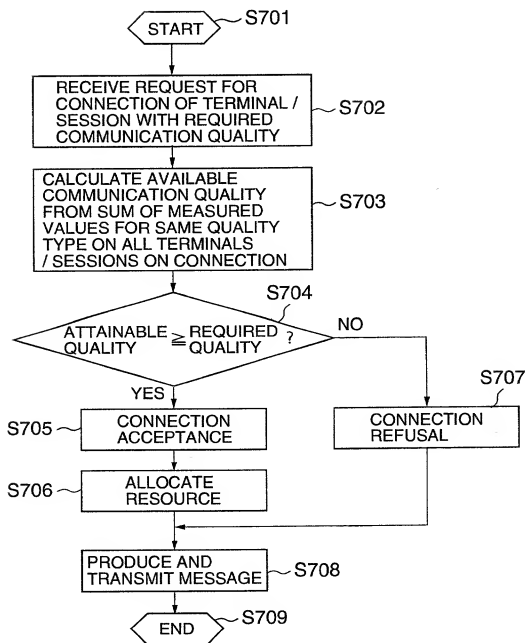 START
S701
RECEIVE REQUEST FOR
CONNECTION OF TERMINAL /
SESSION WITH REQUIRED
COMMUNICATION QUALITY
S702
CALCULATE AVAILABLE
COMMUNICATION QUALITY
FROM SUM OF MEASURED
VALUES FOR SAME QUALITY
TYPE ON ALL TERMINALS
/ SESSIONS ON CONNECTION
S703
S704
ATTAINABLE ≧ REQUIRED ?
QUALITY QUALITY
NO
YES
S707
S705
CONNECTION
ACCEPTANCE
CONNECTION
REFUSAL
S706
ALLOCATE
RESOURCE
PRODUCE AND
TRANSMIT MESSAGE
S708
END
S709